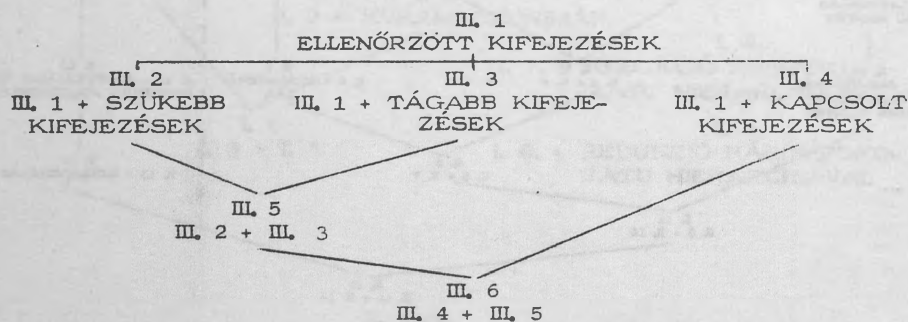 III. 1
ELLENŐRZÖTT KIFEJEZÉSEK
III. 2 III. 3 III. 4
III. 1 + SZÜKEBB III. 1 + TÁGABB KIFEJE- III. 1 + KAPCSOLT
KIFEJEZÉSEK ZÉSEK KIFEJEZÉSEK
III. 5
III. 2 + III. 3
III. 6
III. 4 + III. 5